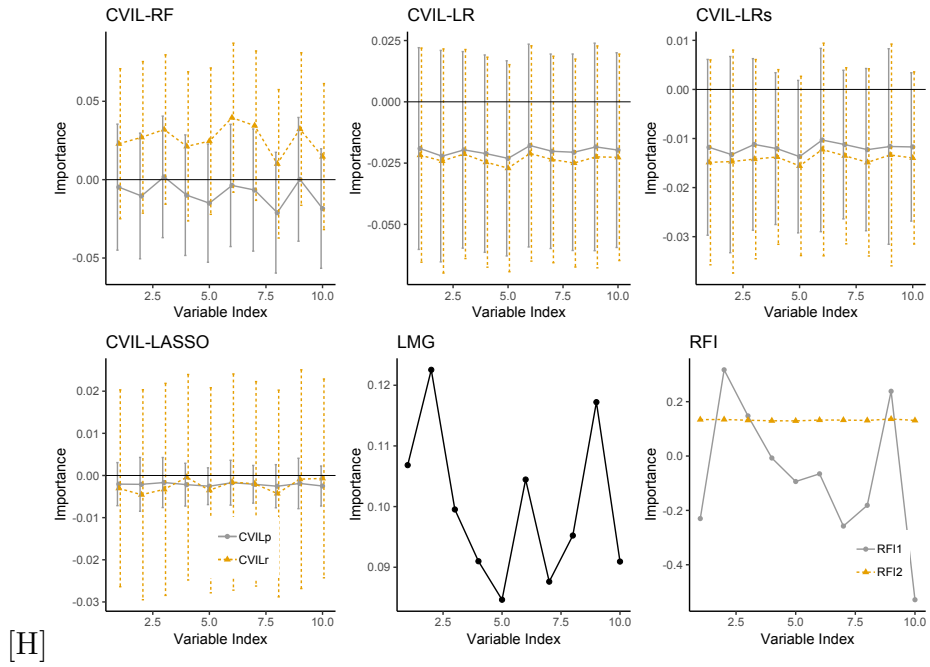 CVIL-RF
Importance
0.05
0.00
-0.05
2.5 5.0 7.5 10.0
Variable Index
CVIL-LR
Importance
0.025
0.000
-0.025
-0.050
2.5 5.0 7.5 10.0
Variable Index
CVIL-LRs
Importance
0.01
0.00
-0.01
-0.02
-0.03
2.5 5.0 7.5 10.0
Variable Index
CVIL-LASSO
Importance
0.02
0.01
0.00
-0.01
-0.02
-0.03
CVILp
CVILr
2.5 5.0 7.5 10.0
Variable Index
LMG
Importance
0.12
0.11
0.10
0.09
2.5 5.0 7.5 10.0
Variable Index
RFI
Importance
0.2
0.0
-0.2
-0.4
RFI1
RFI2
2.5 5.0 7.5 10.0
Variable Index
[H]